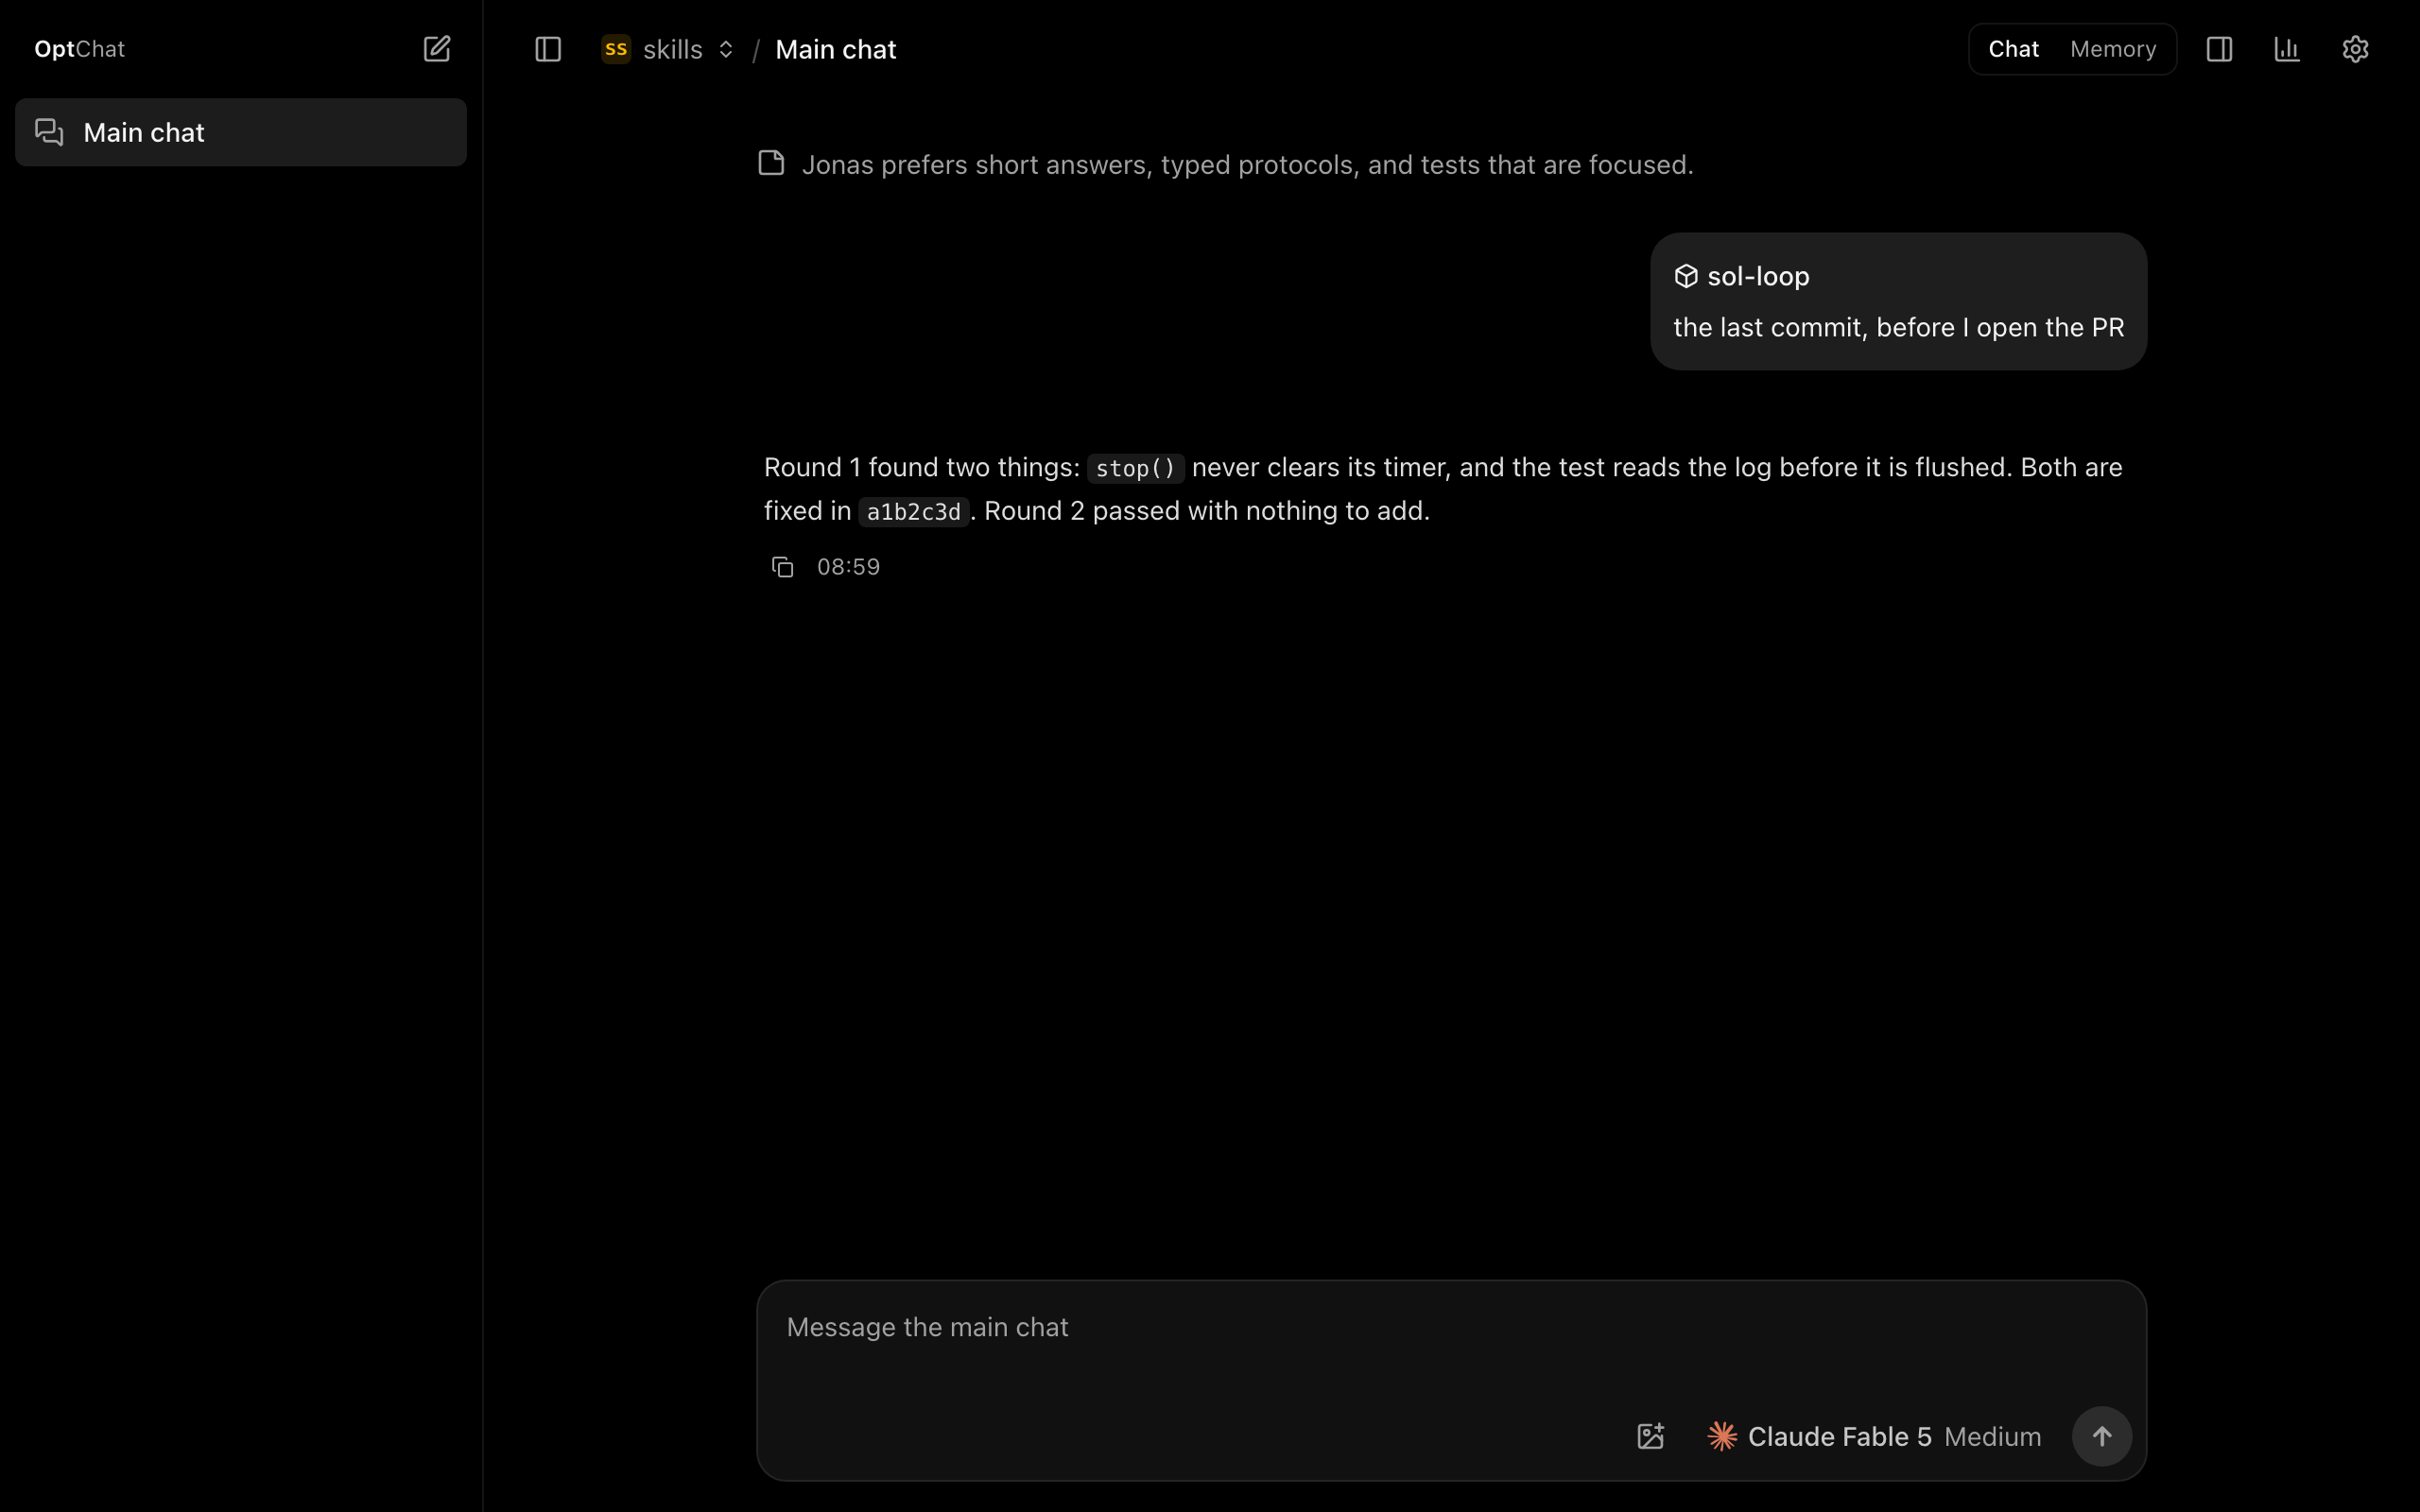 OptChat
Main chat
SS skills / Main chat
Chat Memory
Jonas prefers short answers, typed protocols, and tests that are focused.
sol-loop
the last commit, before I open the PR
Round 1 found two things: stop() never clears its timer, and the test reads the log before it is flushed. Both are
fixed in a1b2c3d. Round 2 passed with nothing to add.
08:59
Message the main chat
Claude Fable 5 Medium